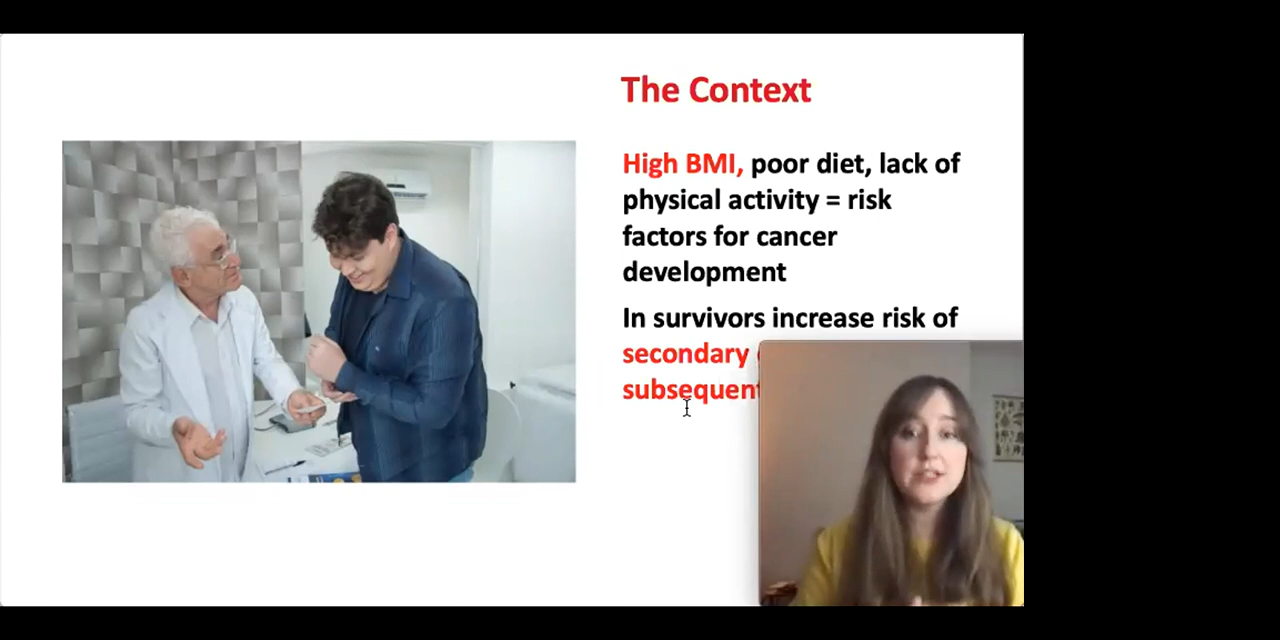 The Context
High BMI, poor diet, lack of
physical activity = risk
factors for cancer
development
In survivors increase risk of
secondary
subsequent